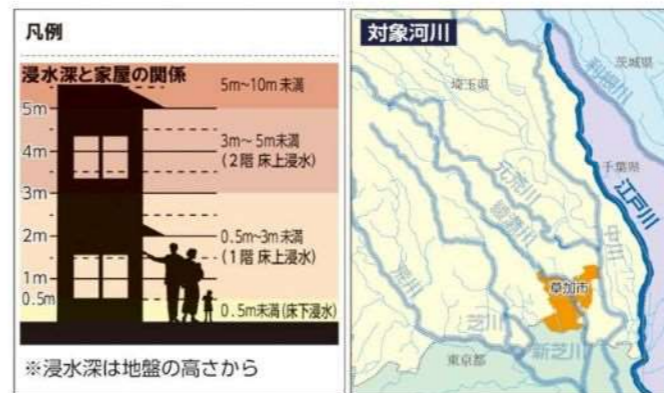 凡例
浸水深と家屋の関係
5m～10m未満
5m
3m～5m未満
(2階 床上浸水)
4m
3m
0.5m～3m未満
(1階 床上浸水)
2m
1m
0.5m
0.5m未満(床下浸水)
※浸水深は地盤の高さから
対象河川
茨城県
利根川
埼玉県
千葉県
元荒川
江戸川
綾瀬川
中川
荒川
草加市
芝川
新芝川
東京都